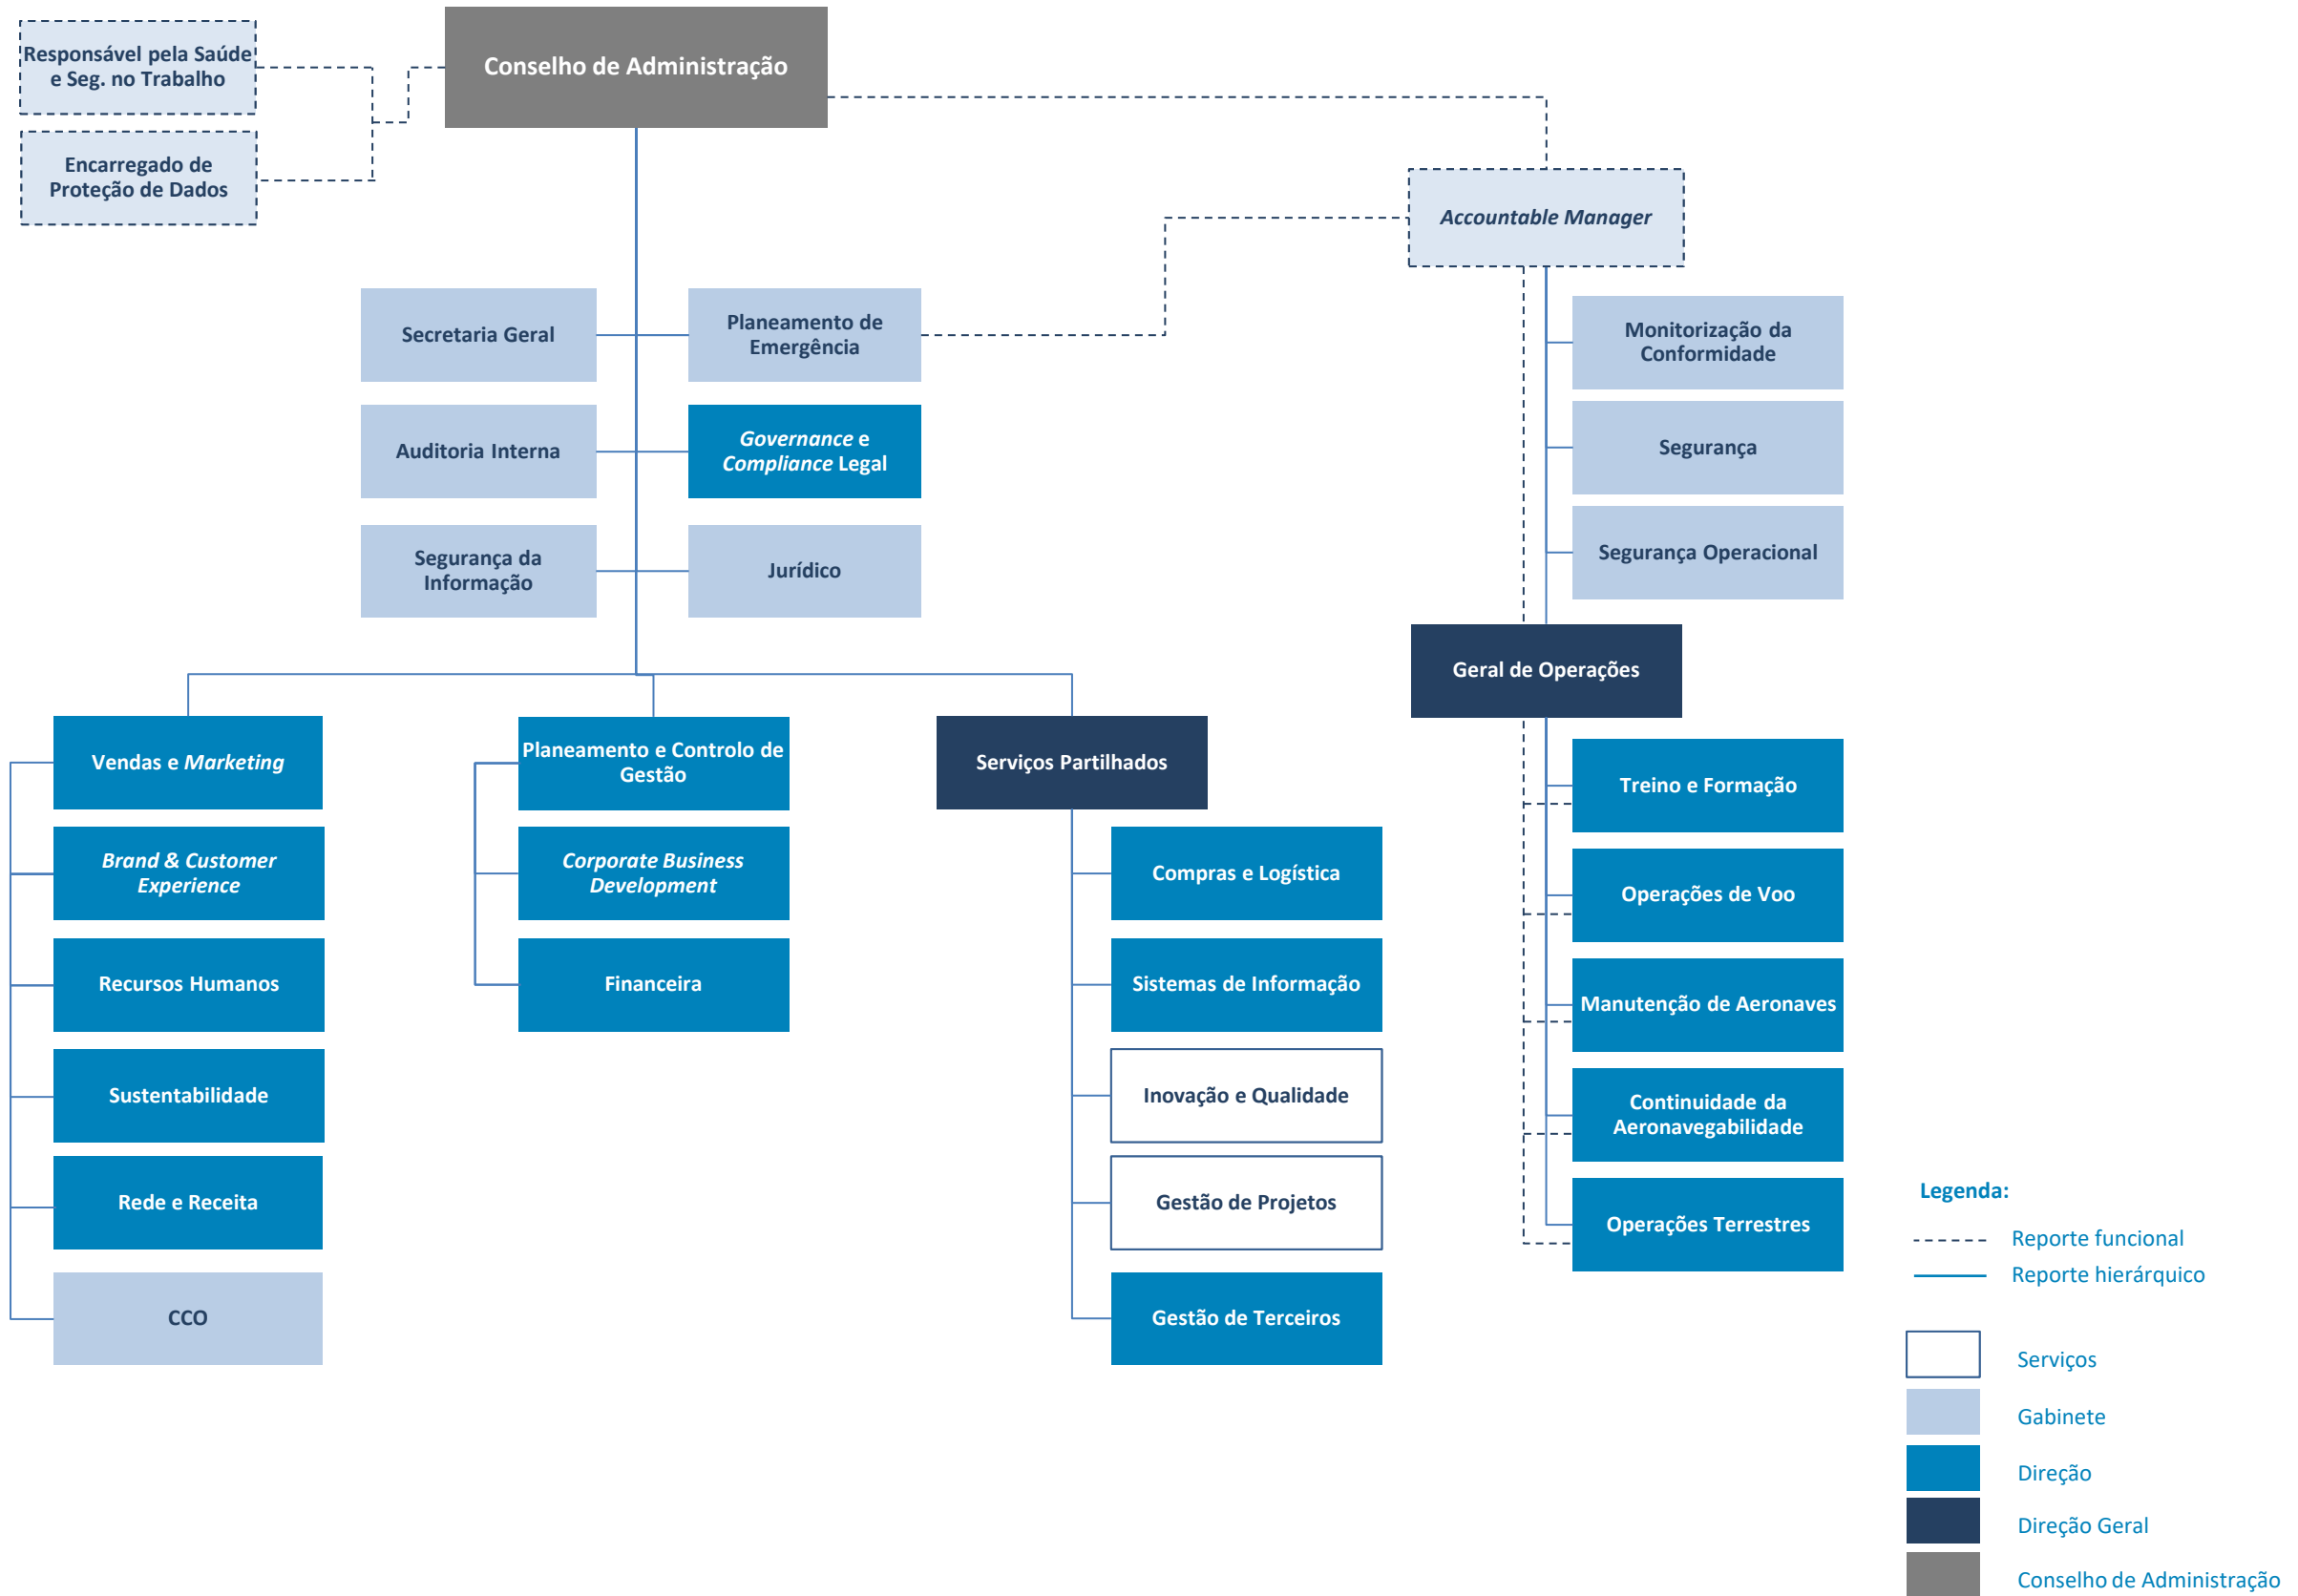 Responsável pela Saúde
e Seg. no Trabalho
Conselho de Administração
Encarregado de
Proteção de Dados
Accountable Manager
Secretaria Geral
Planeamento de
Emergência
Monitorização da
Conformidade
Auditoria Interna
Governance e
Compliance Legal
Segurança
Segurança da
Informação
Jurídico
Segurança Operacional
Geral de Operações
Vendas e Marketing
Planeamento e Controlo de
Gestão
Serviços Partilhados
Treino e Formação
Brand & Customer
Experience
Corporate Business
Development
Compras e Logística
Operações de Voo
Recursos Humanos
Financeira
Sistemas de Informação
Manutenção de Aeronaves
Sustentabilidade
Inovação e Qualidade
Continuidade da
Aeronavegabilidade
Rede e Receita
Gestão de Projetos
Operações Terrestres
CCO
Gestão de Terceiros
Legenda:
Reporte funcional
Reporte hierárquico
Serviços
Gabinete
Direção
Direção Geral
Conselho de Administração